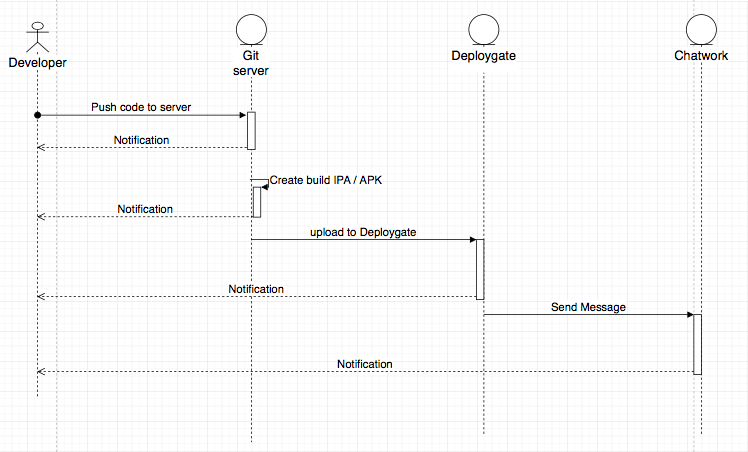 Developer
Git
server
Deploygate
Chatwork
Push code to server
Notification
Create build IPA / APK
Notification
upload to Deploygate
Notification
Send Message
Notification